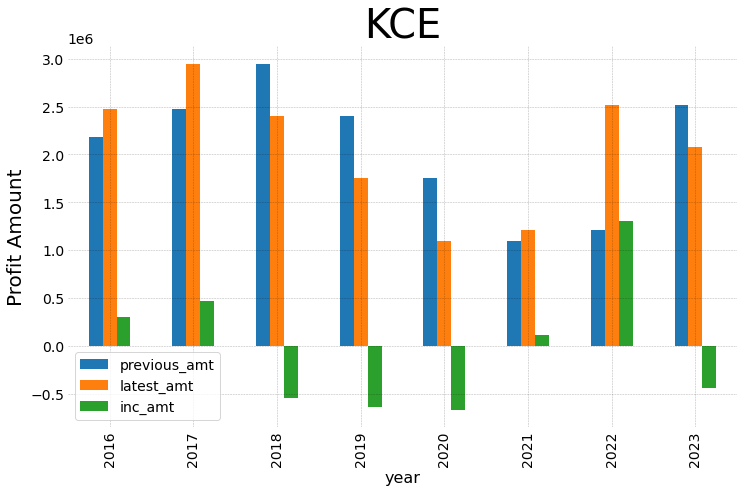 KCE
1e6
3.0
2.5
2.0
1.5
1.0
0.5
0.0
−0.5
Profit Amount
previous_amt
latest_amt
inc_amt
2016
2017
2018
2019
2020
2021
2022
2023
year